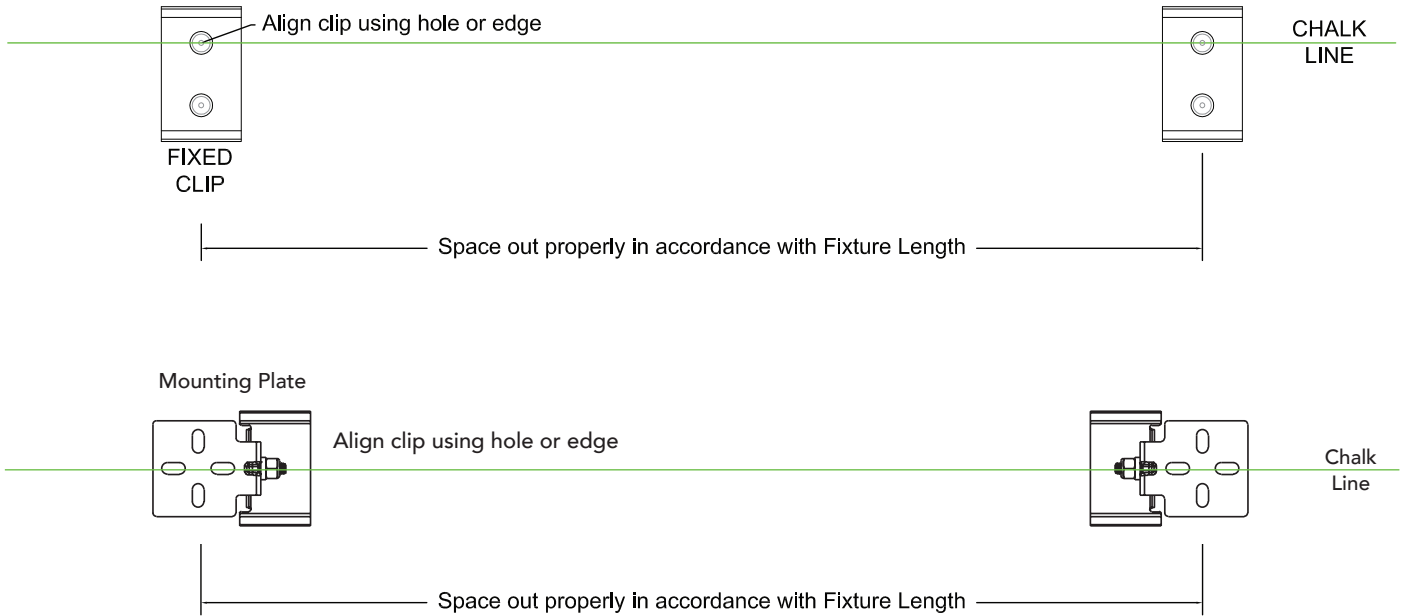 Align clip using hole or edge
CHALK
LINE
FIXED
CLIP
Space out properly in accordance with Fixture Length
Mounting Plate
Align clip using hole or edge
Chalk
Line
Space out properly in accordance with Fixture Length